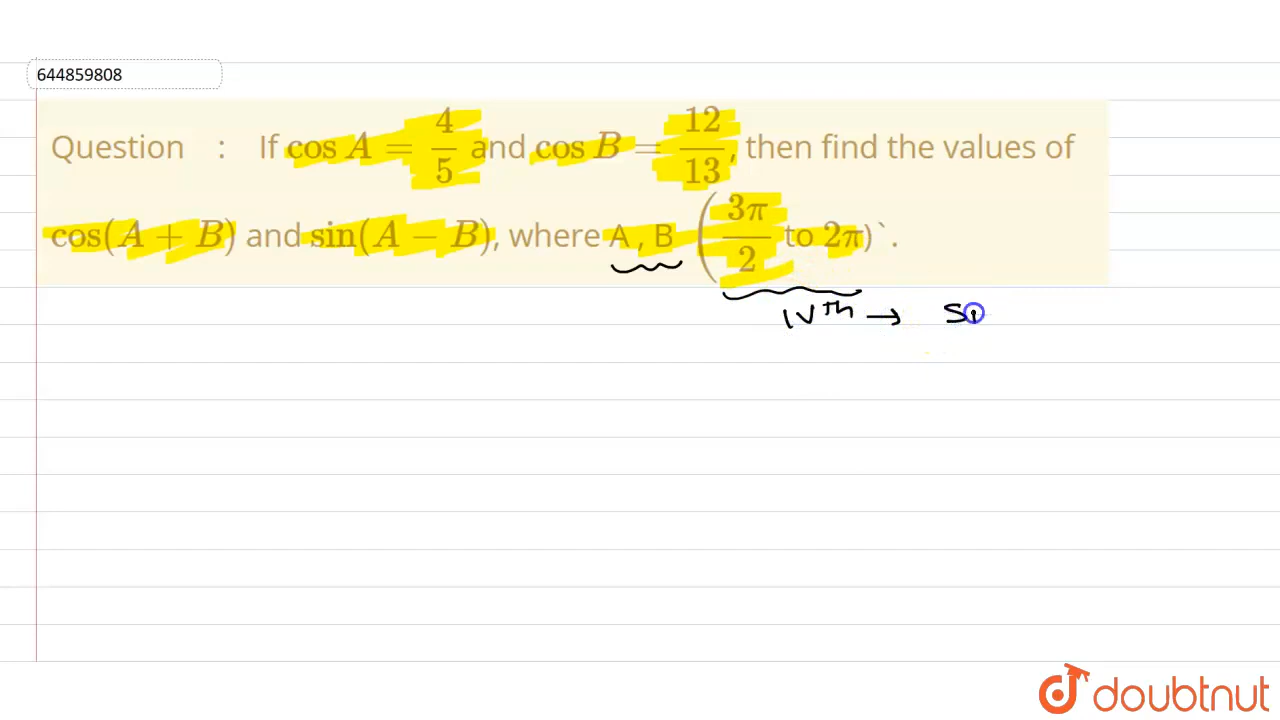 644859808
Question : If cos A = 4/5 and cos B = 12/13, then find the values of
cos(A + B) and sin(A − B), where A , B (3π/2 to 2π)`.
IVth → Si
doubtnut